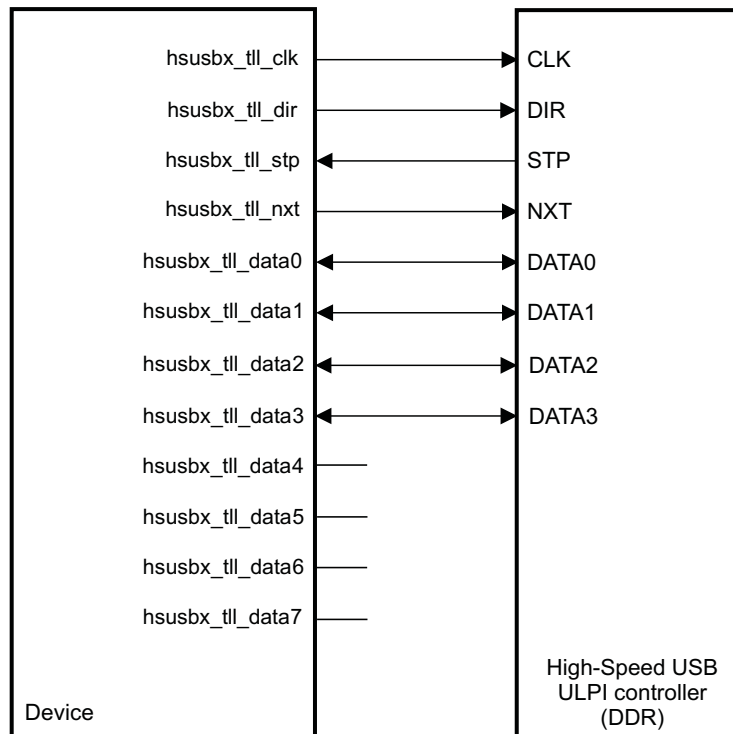 hsusbx_tll_clk CLK
hsusbx_tll_dir DIR
hsusbx_tll_stp STP
hsusbx_tll_nxt NXT
hsusbx_tll_data0 DATA0
hsusbx_tll_data1 DATA1
hsusbx_tll_data2 DATA2
hsusbx_tll_data3 DATA3
hsusbx_tll_data4
hsusbx_tll_data5
hsusbx_tll_data6
hsusbx_tll_data7
Device
High-Speed USB
ULPI controller
(DDR)